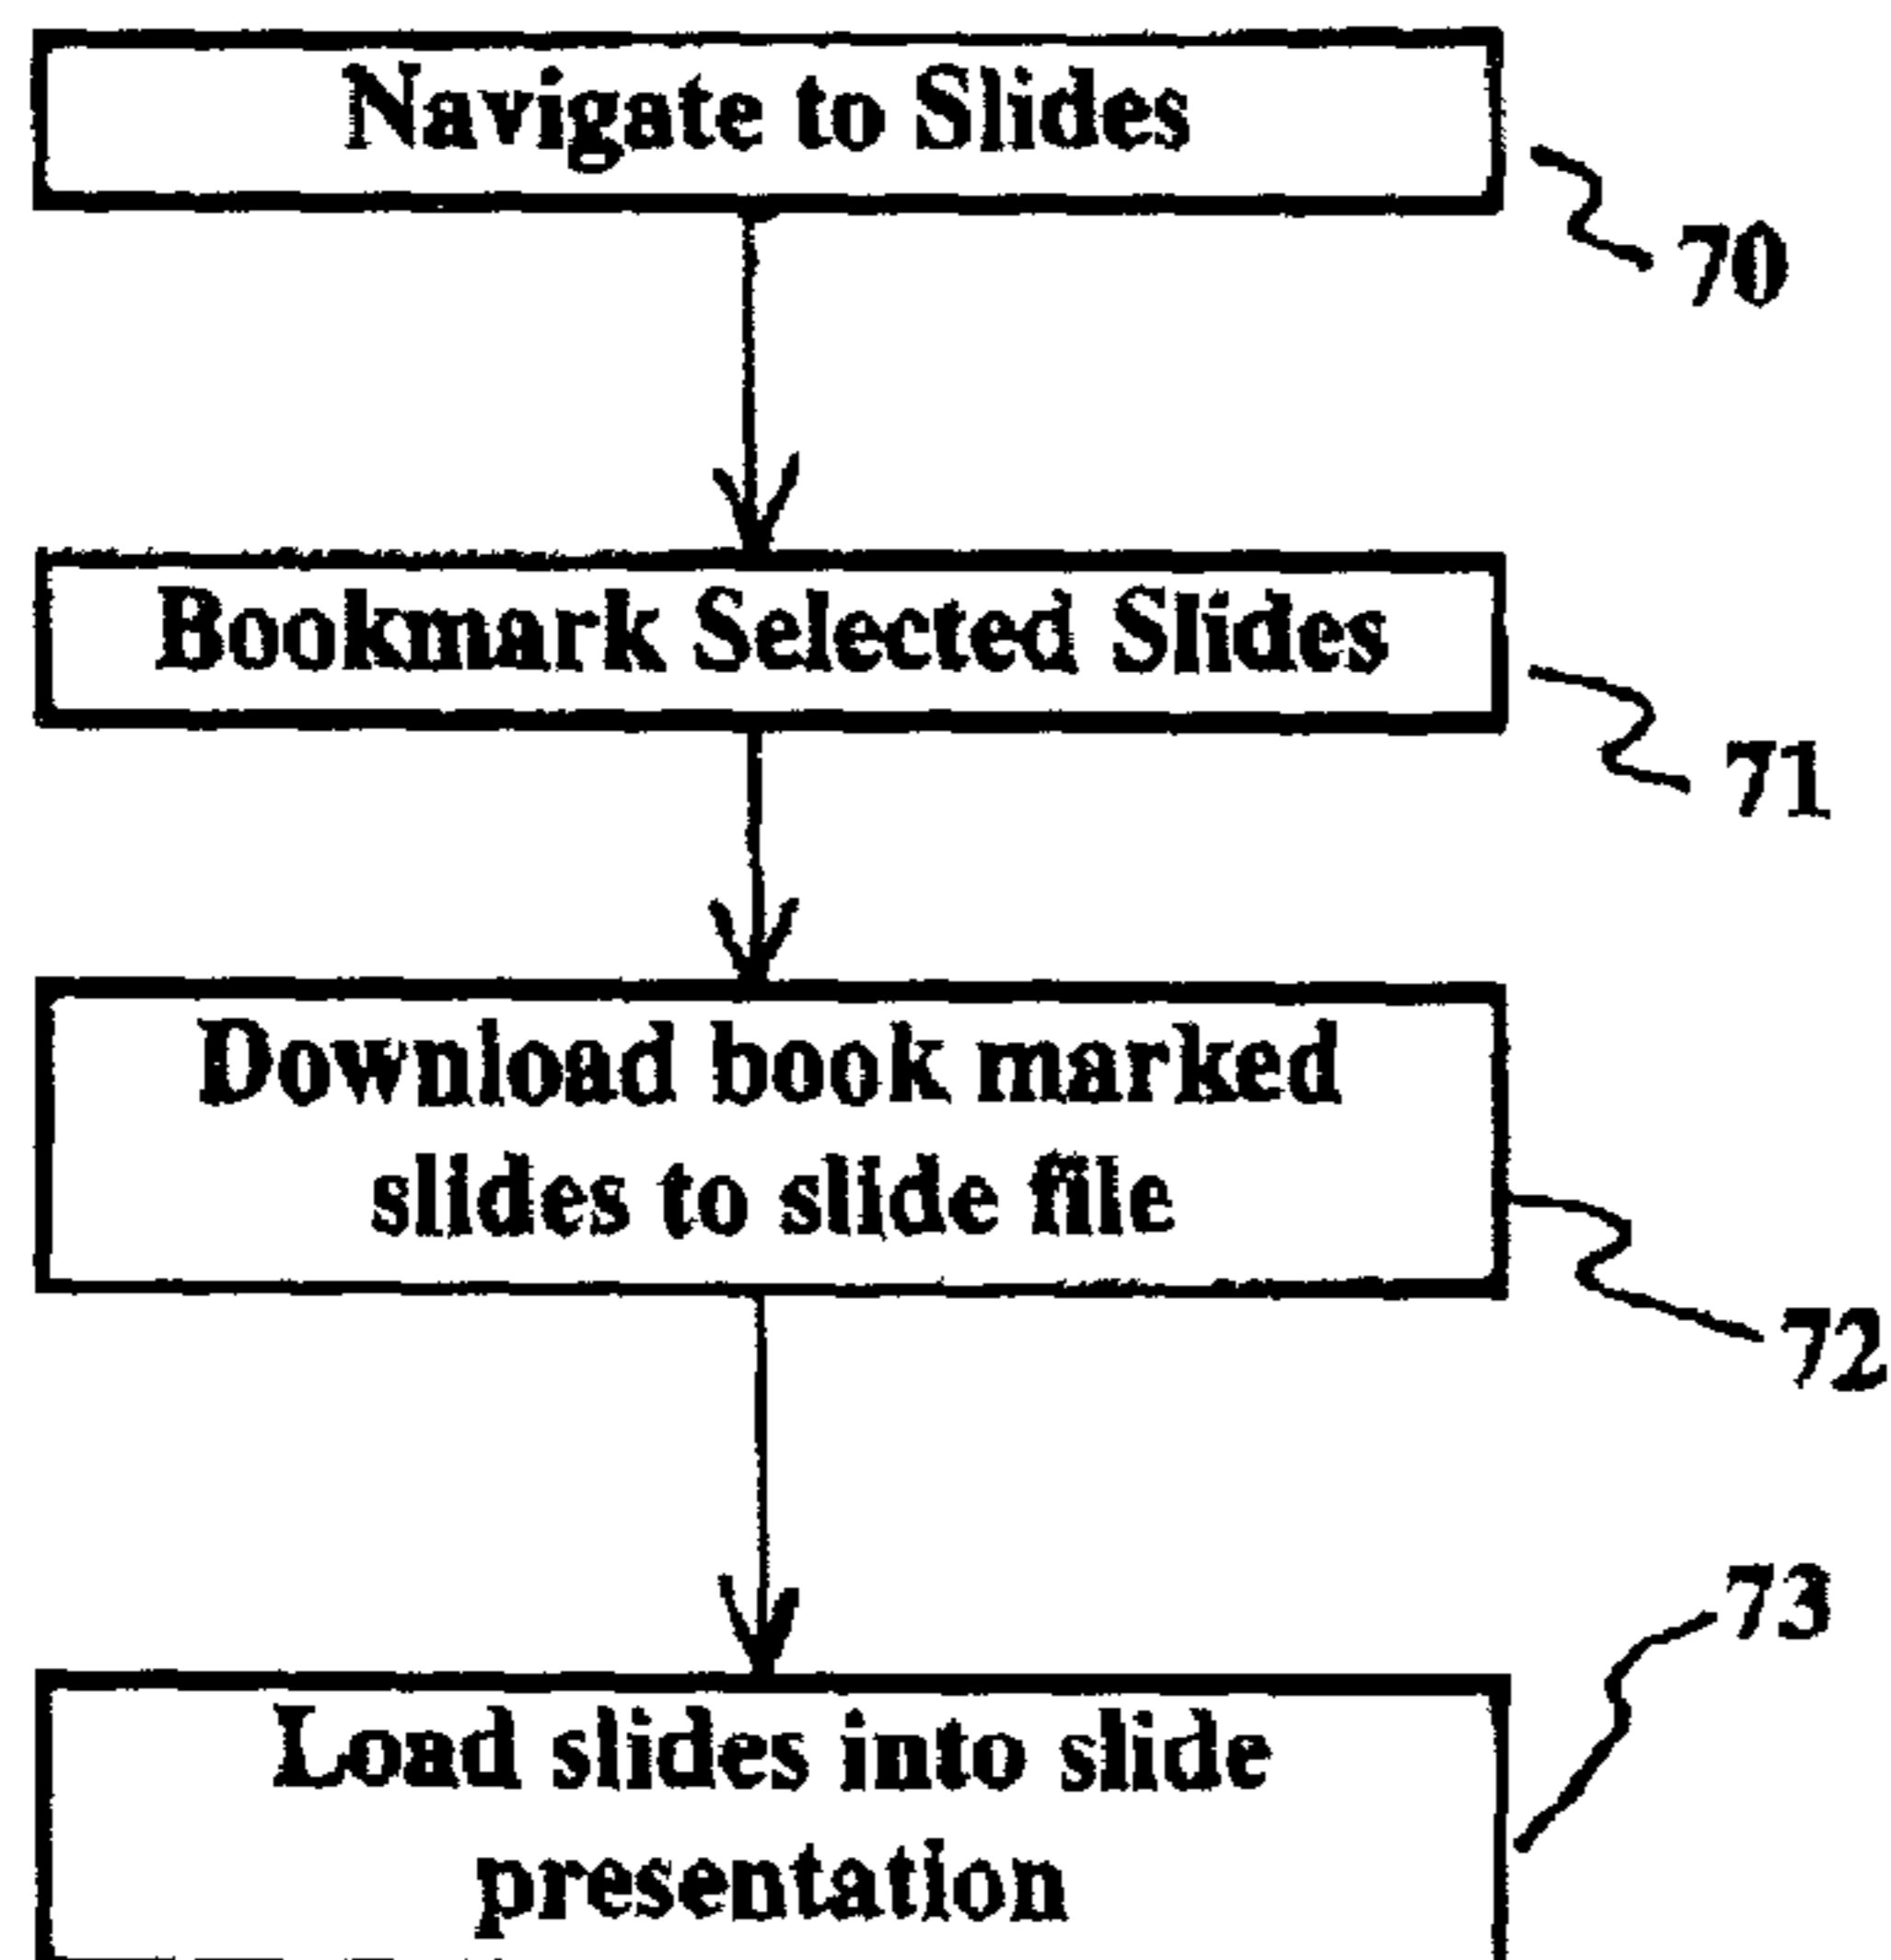 Navigate to Slides
70
Bookmark Selected Slides
71
Download book marked
slides to slide file
72
73
Load slides into slide
presentation